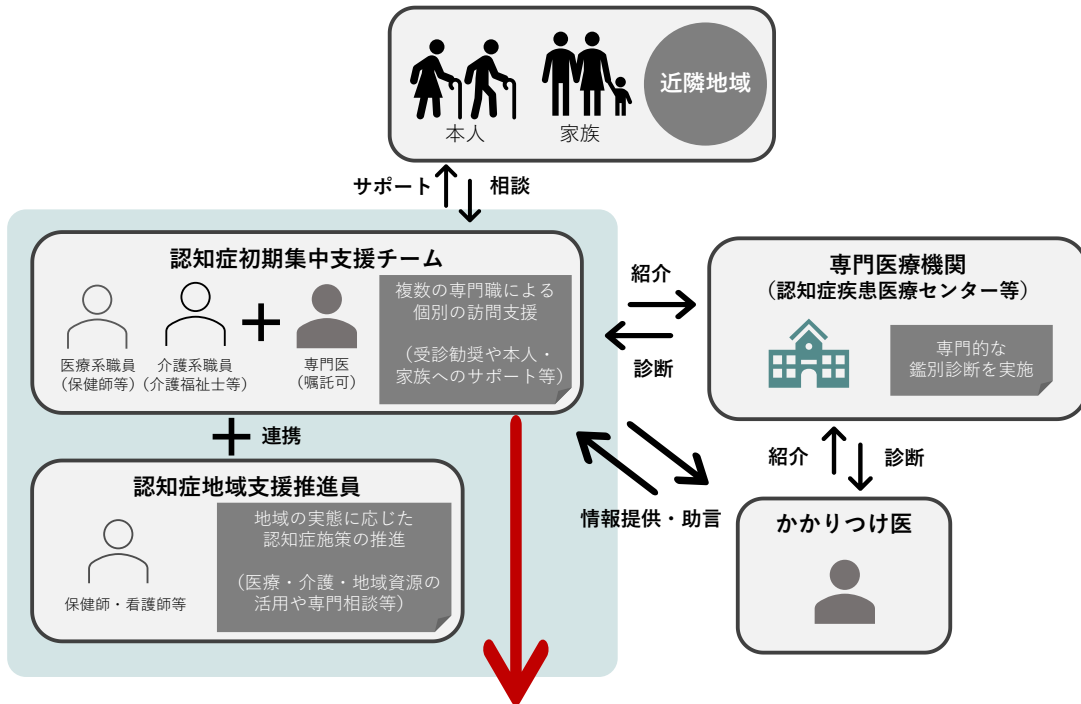 近隣地域
本人
家族
サポート
相談
認知症初期集中支援チーム
医療系職員
(保健師等)
介護系職員
(介護福祉士等)
専門医
(嘱託可)
複数の専門職による
個別の訪問支援
(受診勧奨や本人・
家族へのサポート等)
連携
認知症地域支援推進員
保健師・看護師等
地域の実態に応じた
認知症施策の推進
(医療・介護・地域資源の
活用や専門相談等)
紹介
診断
専門医療機関
(認知症疾患医療センター等)
専門的な
鑑別診断を実施
紹介
診断
情報提供・助言
かかりつけ医